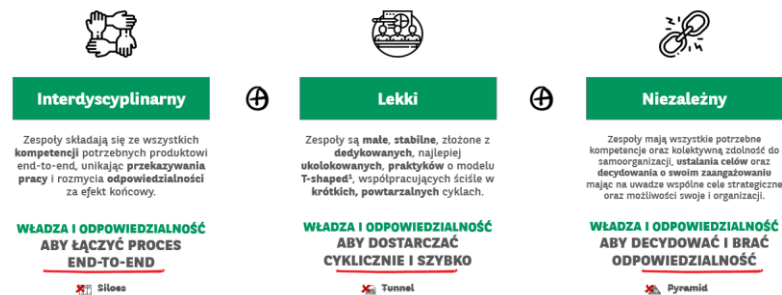 Interdyscyplinarny
Zespoły składają się ze wszystkich
kompetencji potrzebnych produktowi
end-to-end, unikając przekazywania
pracy i rozmycia odpowiedzialności
za efekt końcowy.
WŁADZA I ODPOWIEDZIALNOŚĆ
ABY ŁĄCZYĆ PROCES
END-TO-END
Siloes
Lekki
Zespoły są małe, stabilne, złożone z
dedykowanych, najlepiej
ukolokowanych, praktyków o modelu
T-shaped¹, współpracujących ściśle w
krótkich, powtarzalnych cyklach.
WŁADZA I ODPOWIEDZIALNOŚĆ
ABY DOSTARCZAĆ
CYKLICZNIE I SZYBKO
Tunnel
Niezależny
Zespoły mają wszystkie potrzebne
kompetencje oraz kolektywną zdolność do
samoorganizacji, ustalania celów oraz
decydowania o swoim zaangażowaniu
mając na uwadze wspólne cele strategiczne
oraz możliwości swoje i organizacji.
WŁADZA I ODPOWIEDZIALNOŚĆ
ABY DECYDOWAĆ I BRAĆ
ODPOWIEDZIALNOŚĆ
Pyramid